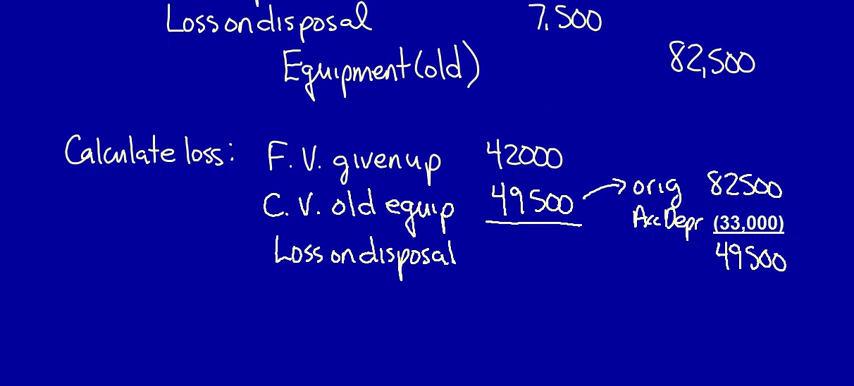 Loss on disposal 7,500
Equipment (old) 82,500
Calculate loss: F.V. given up 42000
C.V. old equip 49500 → orig 82500
Acc Depr (33,000)
Loss on disposal 49500